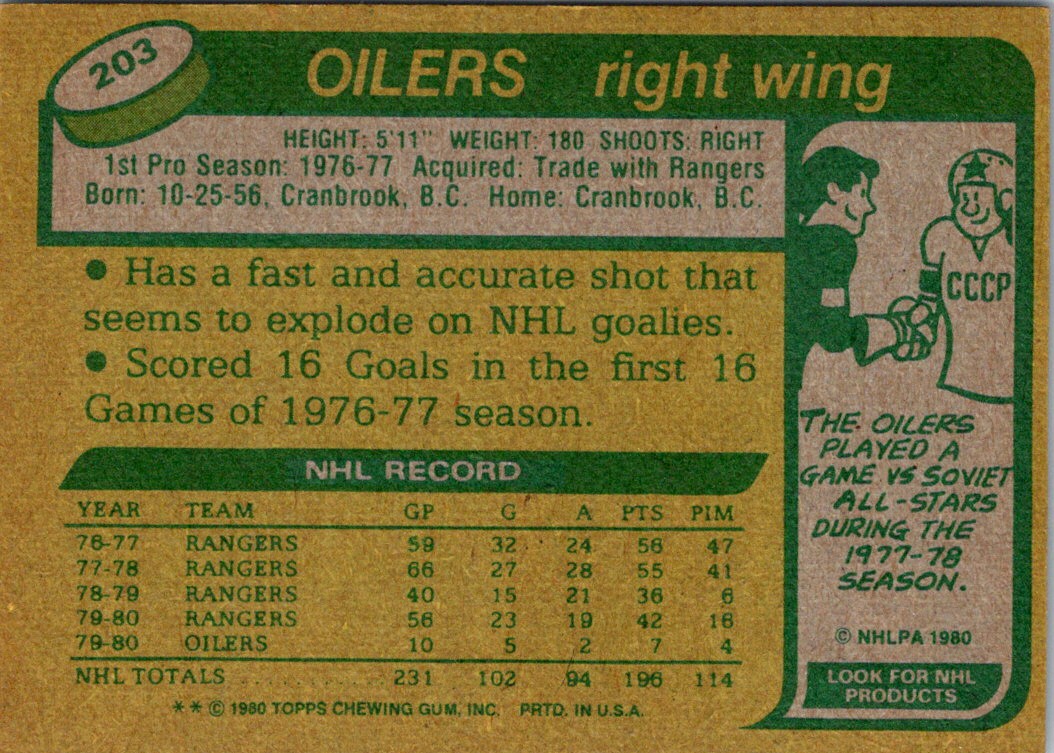 203
OILERS right wing
HEIGHT: 5'11" WEIGHT: 180 SHOOTS: RIGHT
1st Pro Season: 1976-77 Acquired: Trade with Rangers
Born: 10-25-56, Cranbrook, B.C. Home: Cranbrook, B.C.
• Has a fast and accurate shot that
seems to explode on NHL goalies.
• Scored 16 Goals in the first 16
Games of 1976-77 season.
NHL RECORD
YEAR TEAM GP G A PTS PIM
76-77 RANGERS 59 32 24 56 47
77-78 RANGERS 66 27 28 55 41
78-79 RANGERS 40 15 21 36 6
79-80 RANGERS 56 23 19 42 16
79-80 OILERS 10 5 2 7 4
NHL TOTALS .......... 231 102 94 196 114
** © 1980 TOPPS CHEWING GUM, INC. PRTD. IN U.S.A.
CCCP
THE OILERS
PLAYED A
GAME VS SOVIET
ALL-STARS
DURING THE
1977-78
SEASON.
© NHLPA 1980
LOOK FOR NHL
PRODUCTS